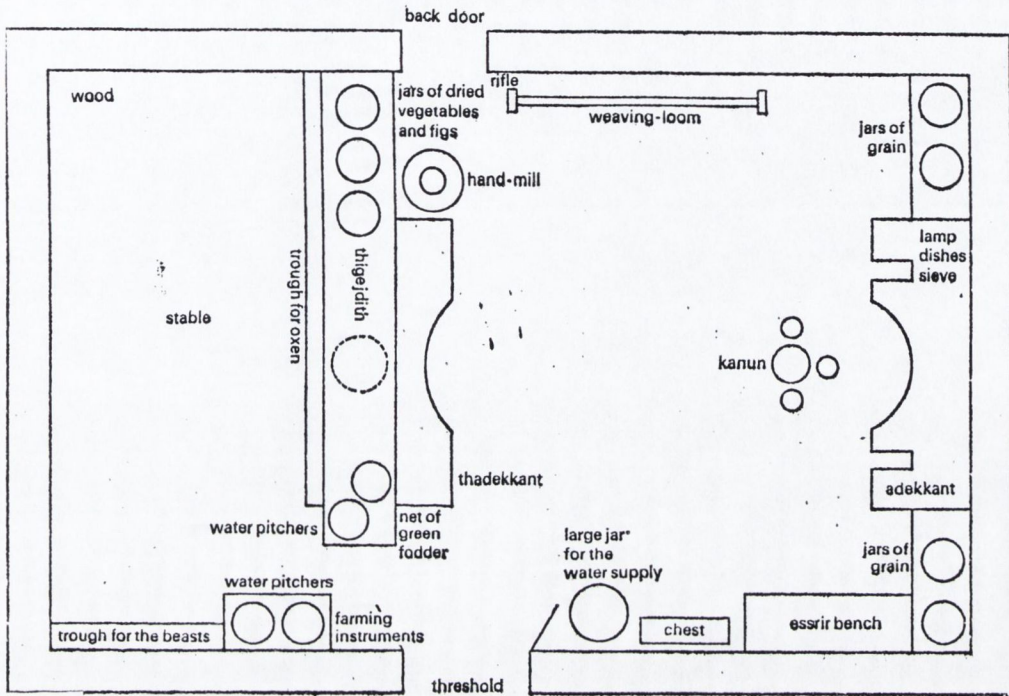 back door
wood
jars of dried
vegetables
and figs
rifle
weaving-loom
jars of
grain
hand-mill
trough for oxen
thigejdith
lamp
dishes
sieve
stable
kanun
thadekkant
adekkant
water pitchers
net of
green
fodder
large jar
for the
water supply
jars of
grain
water pitchers
trough for the beasts
farming
instruments
chest
essrir bench
threshold